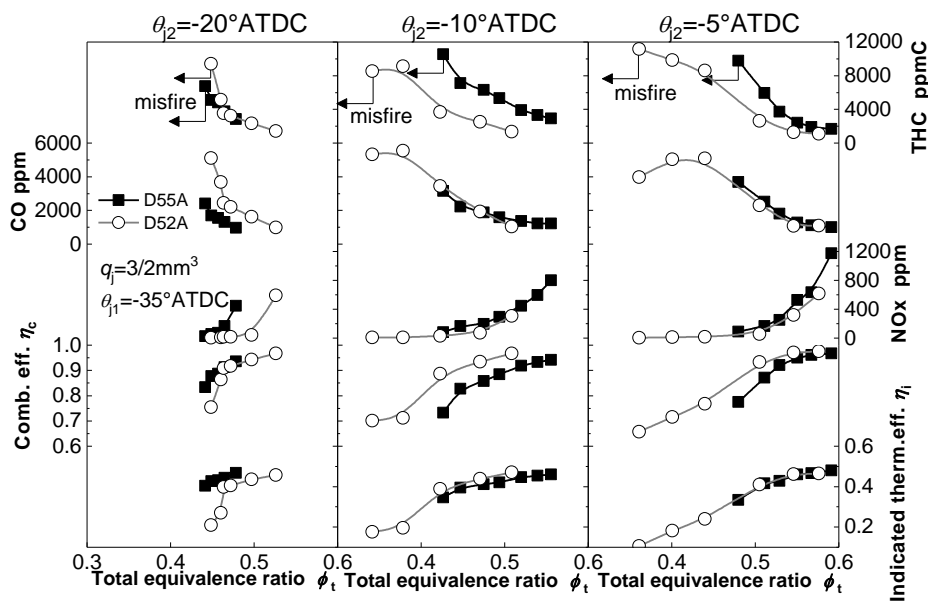 θj2=-20°ATDC θj2=-10°ATDC θj2=-5°ATDC
12000
8000
4000
0
THC ppmC
misfire
misfire
misfire
6000
4000
2000
0
CO ppm
D55A
D52A
qj=3/2mm³
θj1=-35°ATDC
1200
800
400
0
NOx ppm
1.0
0.9
0.8
0.7
0.6
Comb. eff. ηc
0.6
0.4
0.2
Indicated therm.eff. ηi
0.3 0.4 0.5 0.6 0.4 0.5 0.6 0.4 0.5 0.6
Total equivalence ratio ϕt Total equivalence ratio ϕt Total equivalence ratio ϕt